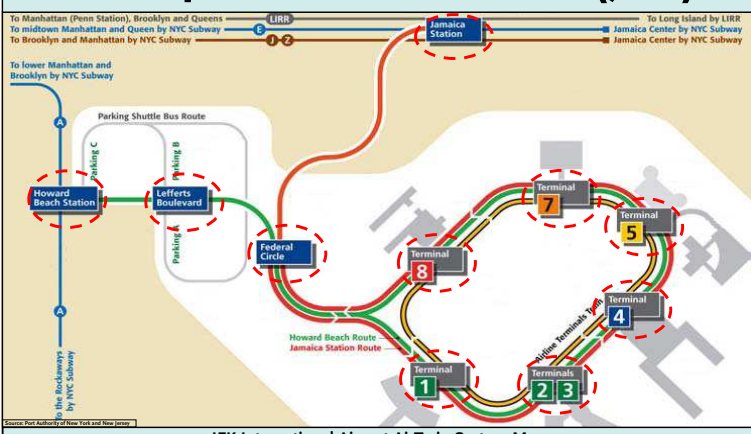 To Manhattan (Penn Station), Brooklyn and Queens
LIRR
To Long Island by LIRR
To midtown Manhattan and Queen by NYC Subway
E
Jamaica Center by NYC Subway
To Brooklyn and Manhattan by NYC Subway
J Z
Jamaica Center by NYC Subway
Jamaica
Station
To lower Manhattan and
Brooklyn by NYC Subway
A
Parking Shuttle Bus Route
Parking C
Parking B
Howard
Beach Station
Lefferts
Boulevard
Parking A
Federal
Circle
Terminal
7
Terminal
5
Terminal
8
Terminal
4
Airline Terminals Train
Howard Beach Route
Jamaica Station Route
Terminal
1
Terminals
2 3
A
To the Rockaways
by NYC Subway
Source: Port Authority of New York and New Jersey